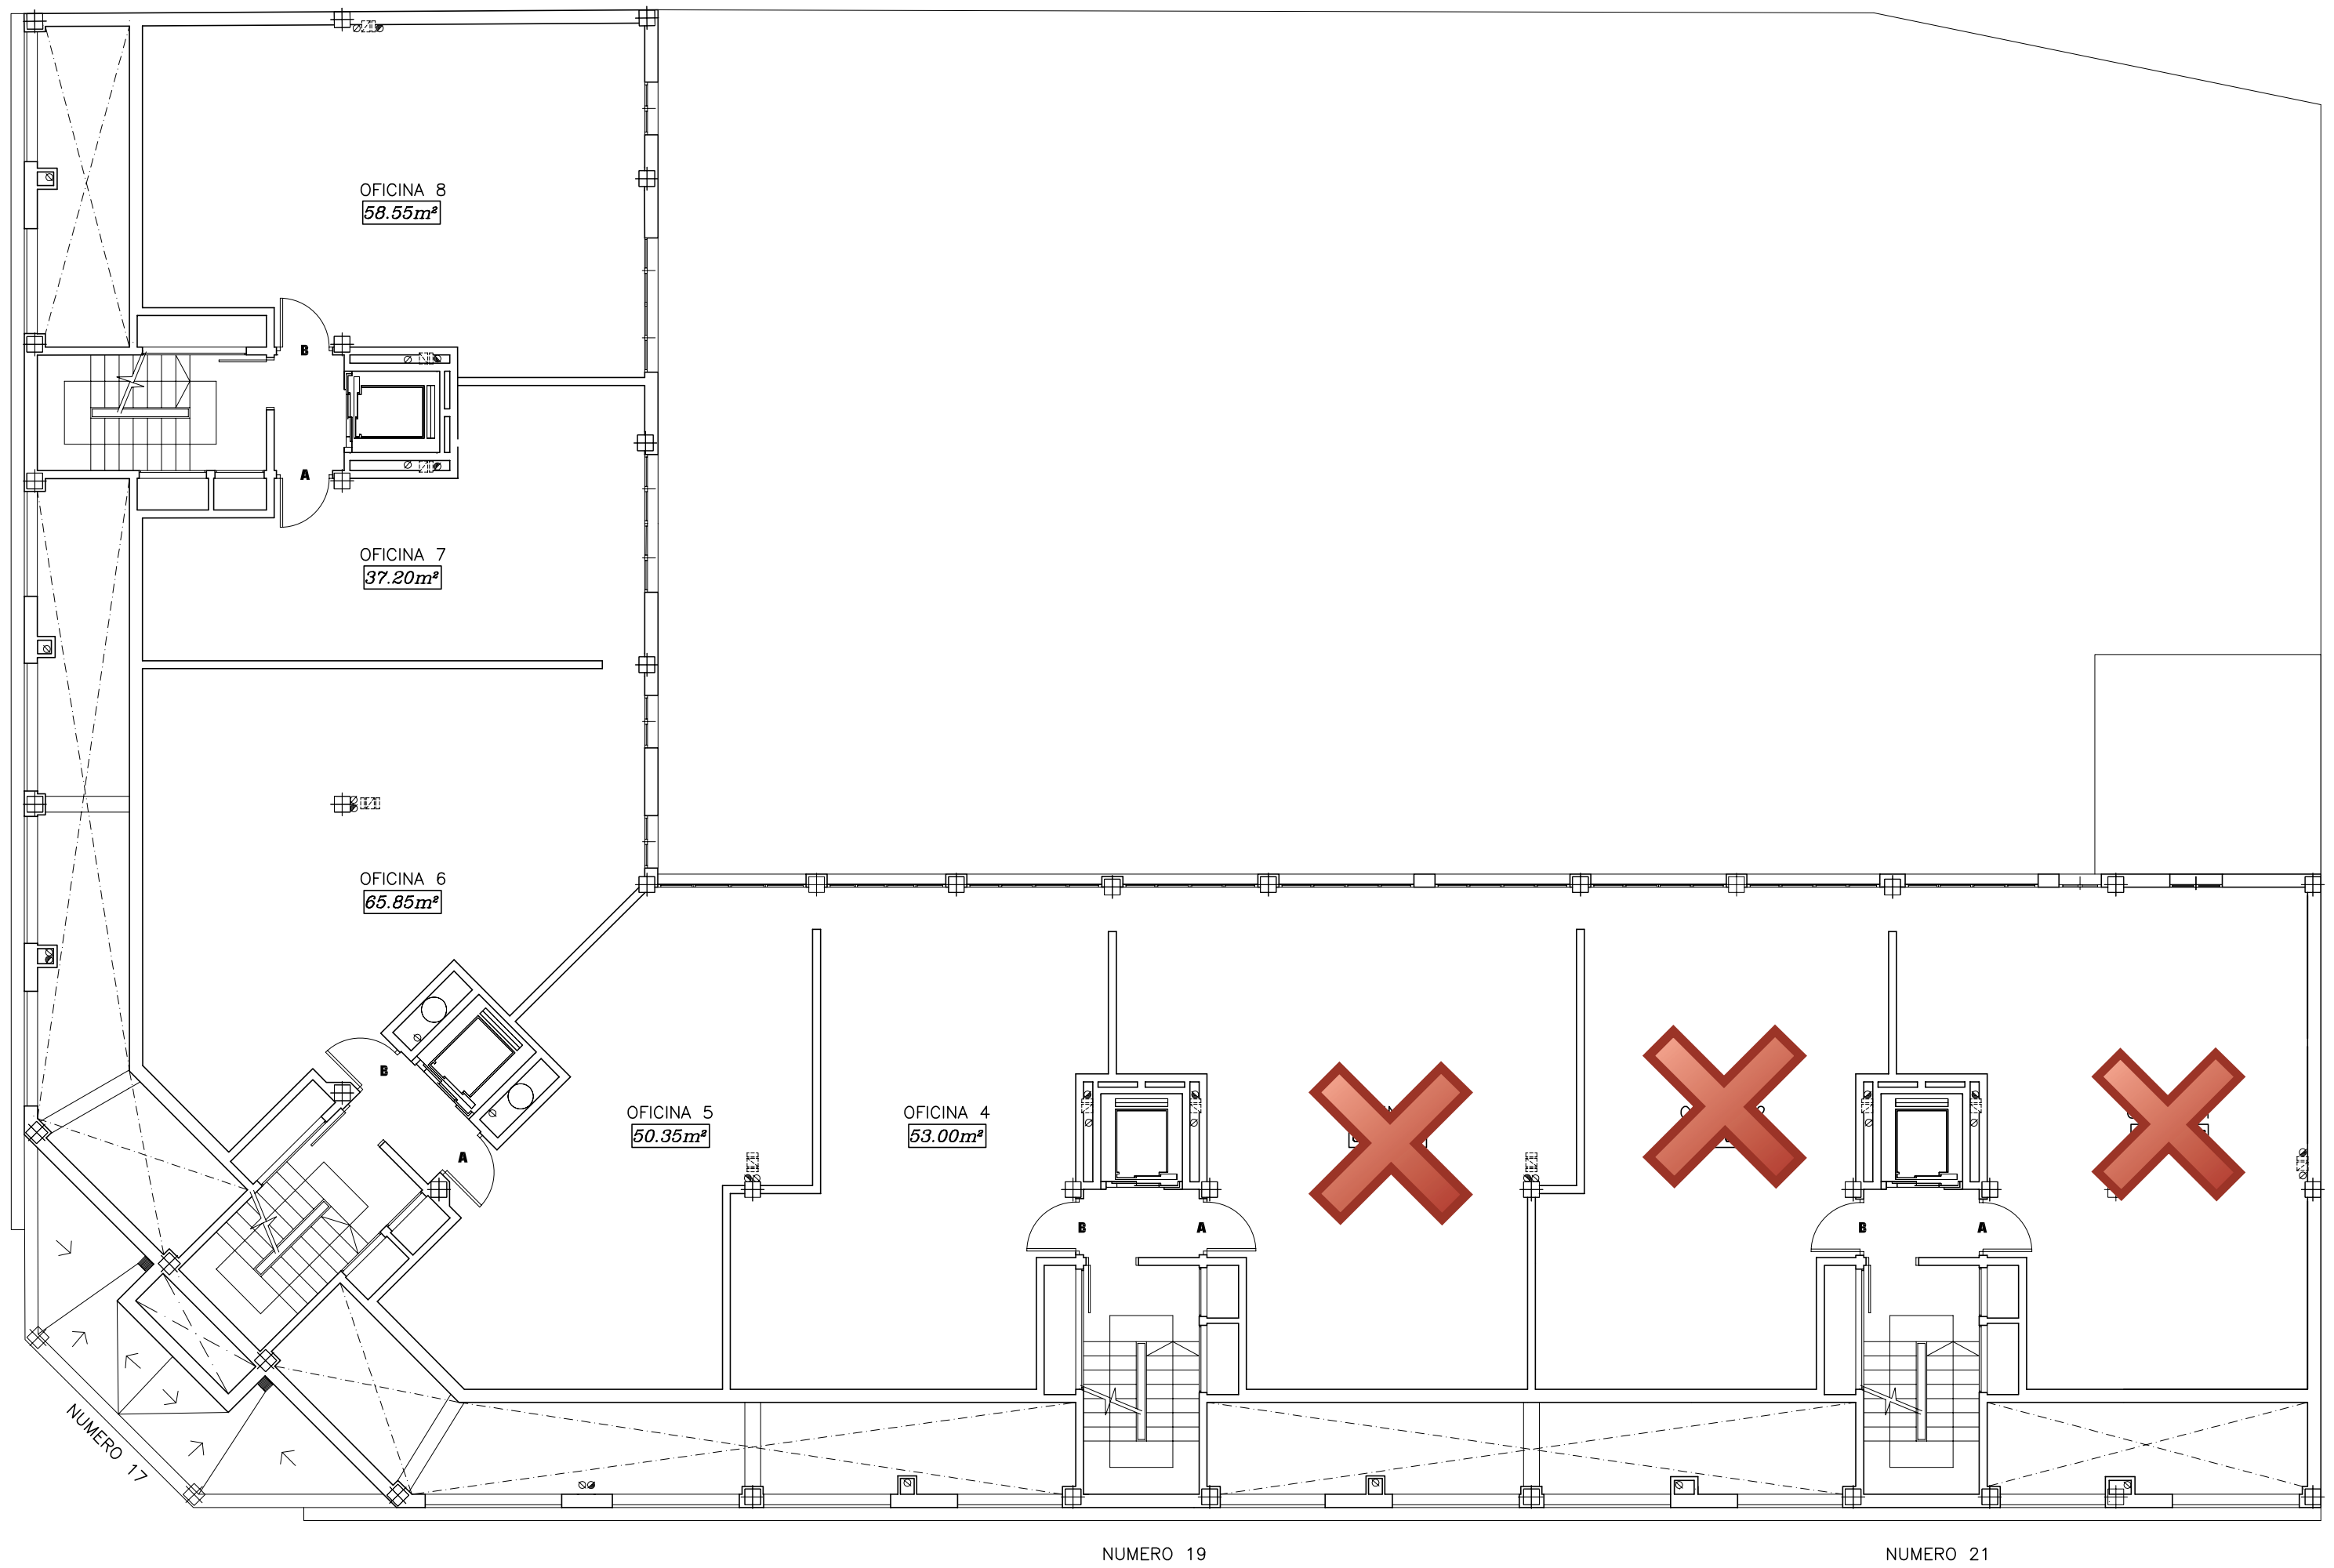 OFICINA 8
58.55m²
B
A
OFICINA 7
37.20m²
OFICINA 6
65.85m²
B
A
OFICINA 5
50.35m²
OFICINA 4
53.00m²
B
A
B
A
NUMERO 17
NUMERO 19
NUMERO 21